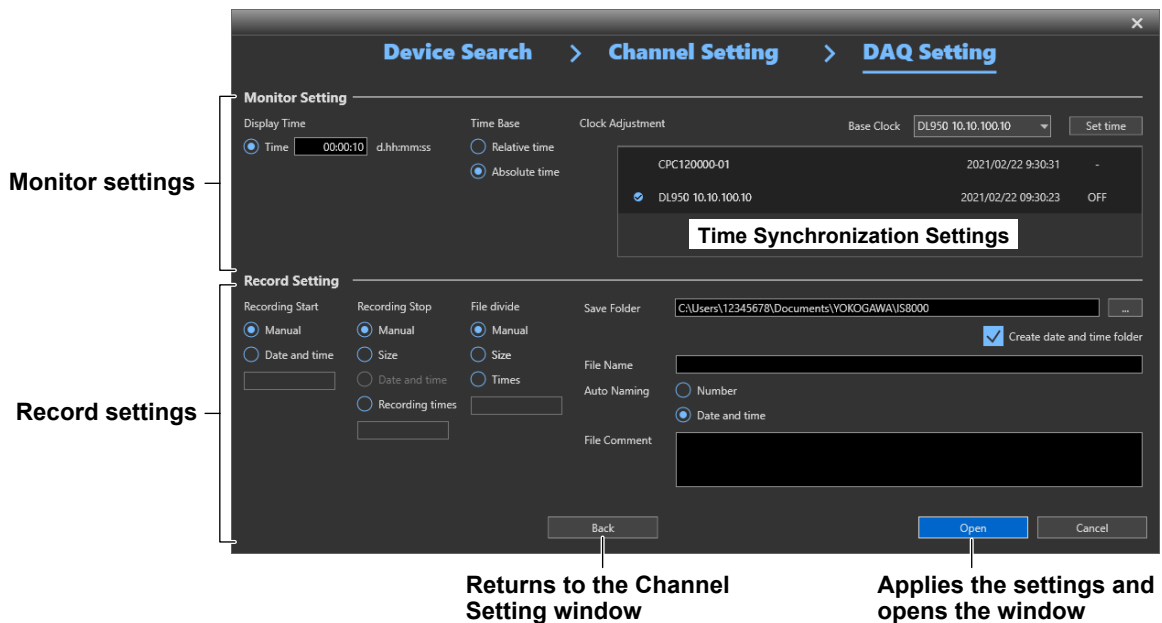 Device Search > Channel Setting > DAQ Setting
Monitor settings
Monitor Setting
Display Time
Time 00:00:10 d.hh:mm:ss
Time Base
Relative time
Absolute time
Clock Adjustment
Base Clock DL950 10.10.100.10 Set time
CPC120000-01 2021/02/22 9:30:31 -
DL950 10.10.100.10 2021/02/22 09:30:23 OFF
Time Synchronization Settings
Record settings
Record Setting
Recording Start
Manual
Date and time
Recording Stop
Manual
Size
Date and time
Recording times
File divide
Manual
Size
Times
Save Folder C:\Users\12345678\Documents\YOKOGAWA\IS8000 ...
Create date and time folder
File Name
Auto Naming
Number
Date and time
File Comment
Back
Open
Cancel
Returns to the Channel
Setting window
Applies the settings and
opens the window